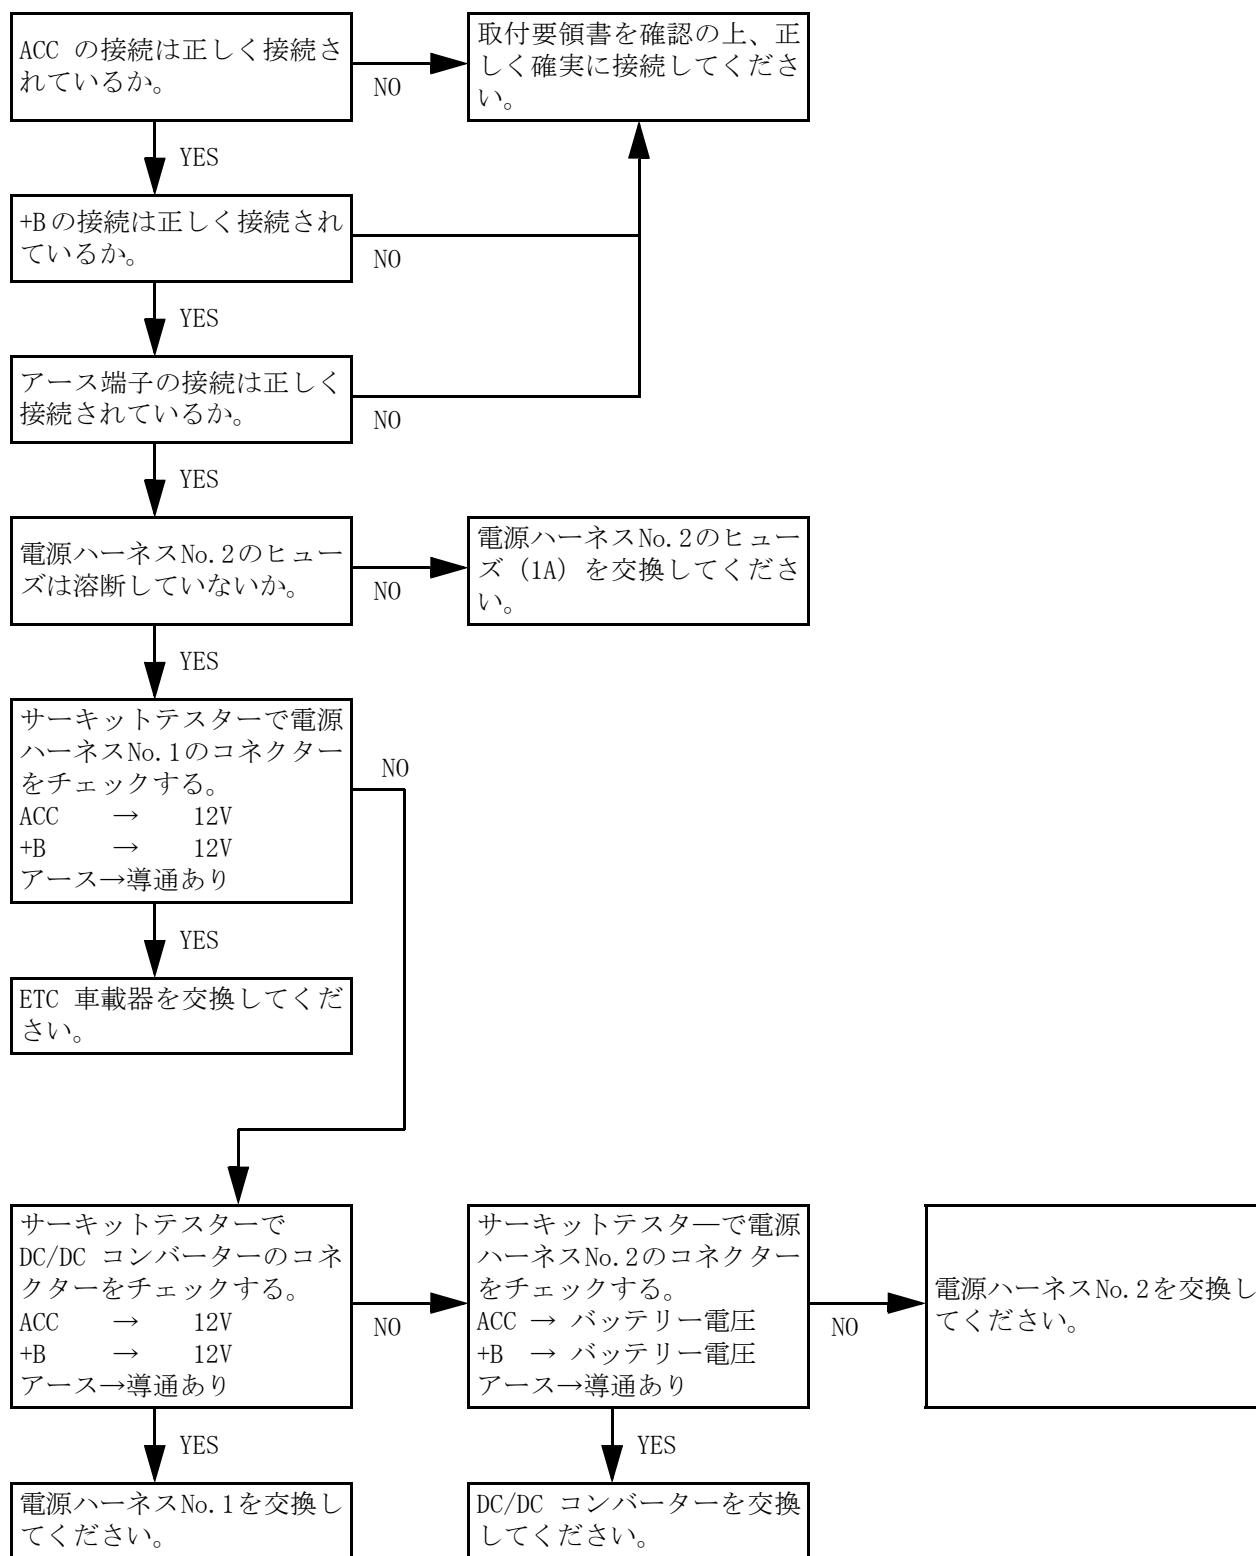 ACC の接続は正しく接続さ
れているか。
NO
取付要領書を確認の上、正
しく確実に接続してくださ
い。
YES
+Bの接続は正しく接続され
ているか。
NO
YES
アース端子の接続は正しく
接続されているか。
NO
YES
電源ハーネスNo.2のヒュー
ズは溶断していないか。
NO
電源ハーネスNo.2のヒュー
ズ（1A）を交換してくださ
い。
YES
サーキットテスターで電源
ハーネスNo.1のコネクター
をチェックする。
ACC → 12V
+B → 12V
アース→導通あり
NO
YES
ETC 車載器を交換してくだ
さい。
サーキットテスターで
DC/DC コンバーターのコネ
クターをチェックする。
ACC → 12V
+B → 12V
アース→導通あり
NO
サーキットテスタ―で電源
ハーネスNo.2のコネクター
をチェックする。
ACC → バッテリー電圧
+B → バッテリー電圧
アース→導通あり
NO
電源ハーネスNo.2を交換し
てください。
YES
電源ハーネスNo.1を交換し
てください。
YES
DC/DC コンバーターを交換
してください。